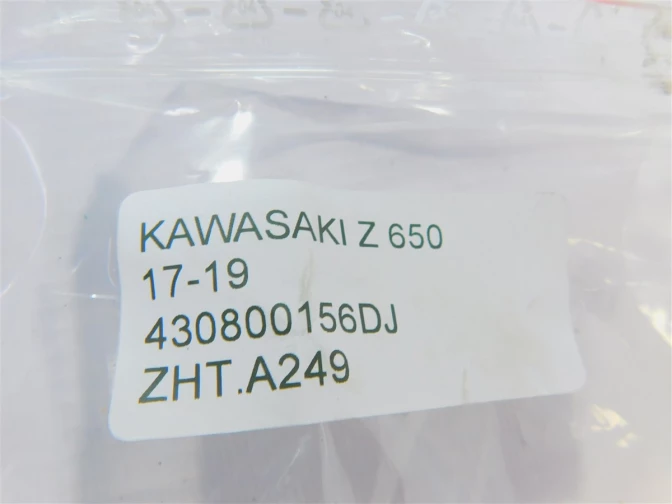 KAWASAKI Z 650
17-19
430800156DJ
ZHT.A249